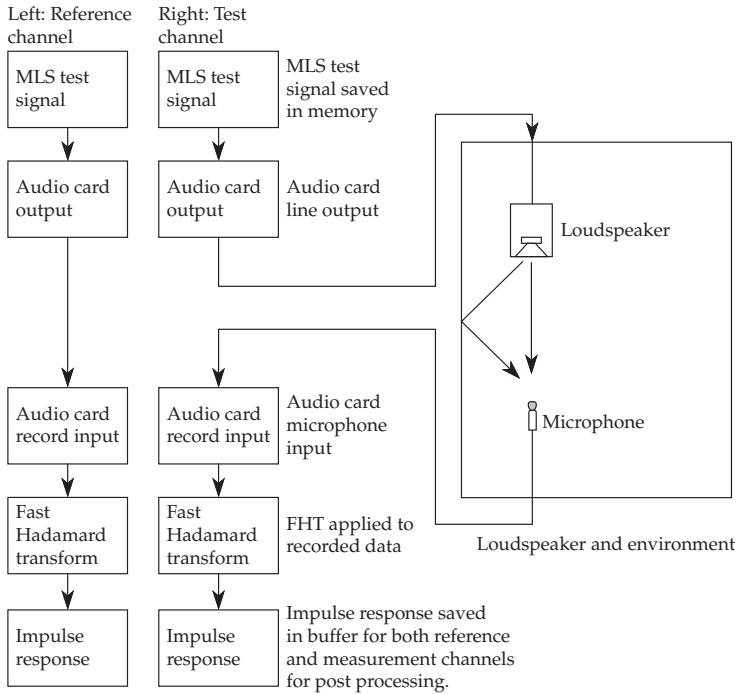 Left: Reference
channel
Right: Test
channel
MLS test
signal
MLS test
signal
MLS test
signal saved
in memory
Audio card
output
Audio card
output
Audio card
line output
Loudspeaker
Audio card
record input
Audio card
record input
Audio card
microphone
input
Microphone
Fast
Hadamard
transform
Fast
Hadamard
transform
FHT applied to
recorded data
Loudspeaker and environment
Impulse
response
Impulse
response
Impulse response saved
in buffer for both reference
and measurement channels
for post processing.